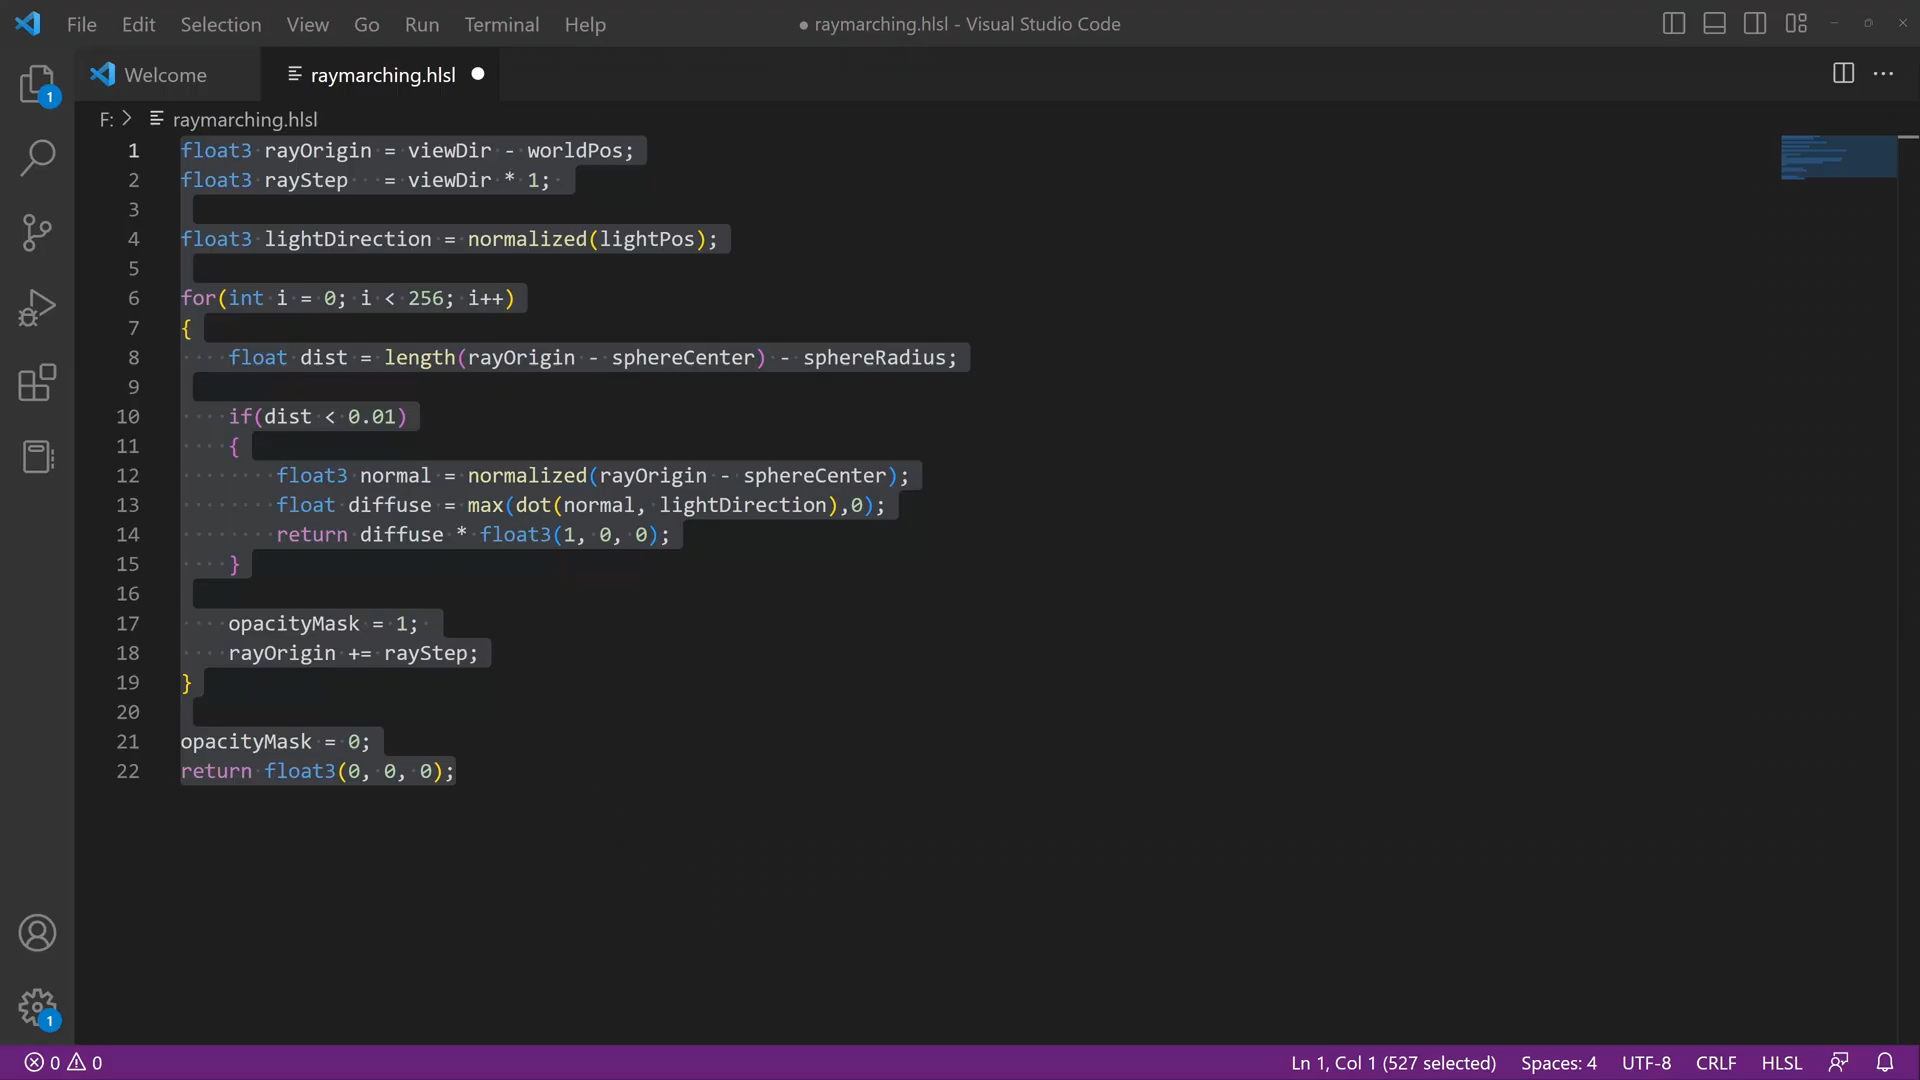 File Edit Selection View Go Run Terminal Help
● raymarching.hlsl - Visual Studio Code
Welcome
raymarching.hlsl ●
F: > raymarching.hlsl
1 float3 rayOrigin = viewDir - worldPos;
2 float3 rayStep   = viewDir * 1;
3
4 float3 lightDirection = normalized(lightPos);
5
6 for(int i = 0; i < 256; i++)
7 {
8     float dist = length(rayOrigin - sphereCenter) - sphereRadius;
9
10     if(dist < 0.01)
11     {
12         float3 normal = normalized(rayOrigin - sphereCenter);
13         float diffuse = max(dot(normal, lightDirection),0);
14         return diffuse * float3(1, 0, 0);
15     }
16
17     opacityMask = 1;
18     rayOrigin += rayStep;
19 }
20
21 opacityMask = 0;
22 return float3(0, 0, 0);
1
1
0 0
Ln 1, Col 1 (527 selected) Spaces: 4 UTF-8 CRLF HLSL